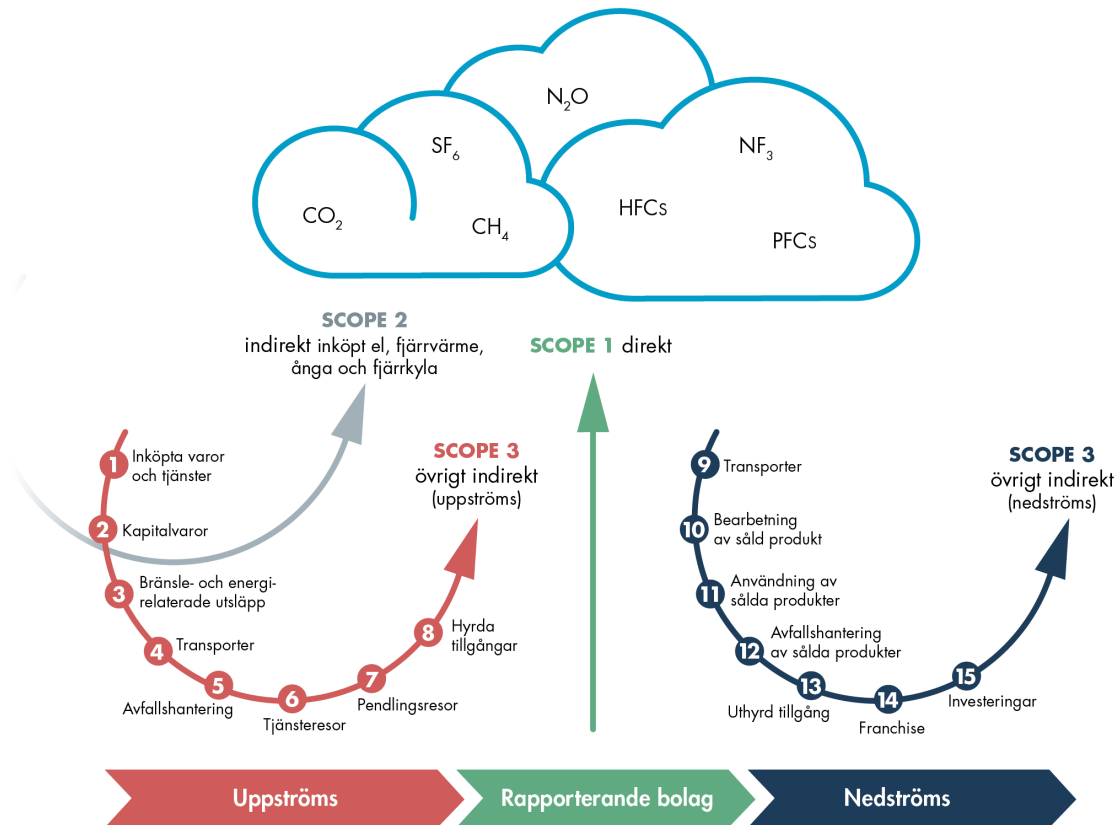 N₂O
SF₆
NF₃
CO₂
CH₄
HFCs
PFCs
SCOPE 2
indirekt inköpt el, fjärrvärme,
ånga och fjärrkyla
SCOPE 1 direkt
SCOPE 3
övrigt indirekt
(uppströms)
SCOPE 3
övrigt indirekt
(nedströms)
1 Inköpta varor
och tjänster
2 Kapitalvaror
3 Bränsle- och energi-
relaterade utsläpp
4 Transporter
5 Avfallshantering
6 Tjänsteresor
7 Pendlingsresor
8 Hyrda
tillgångar
9 Transporter
10 Bearbetning
av såld produkt
11 Användning av
sålda produkter
12 Avfallshantering
av sålda produkter
13 Uthyrd tillgång
14 Franchise
15 Investeringar
Uppströms
Rapporterande bolag
Nedströms